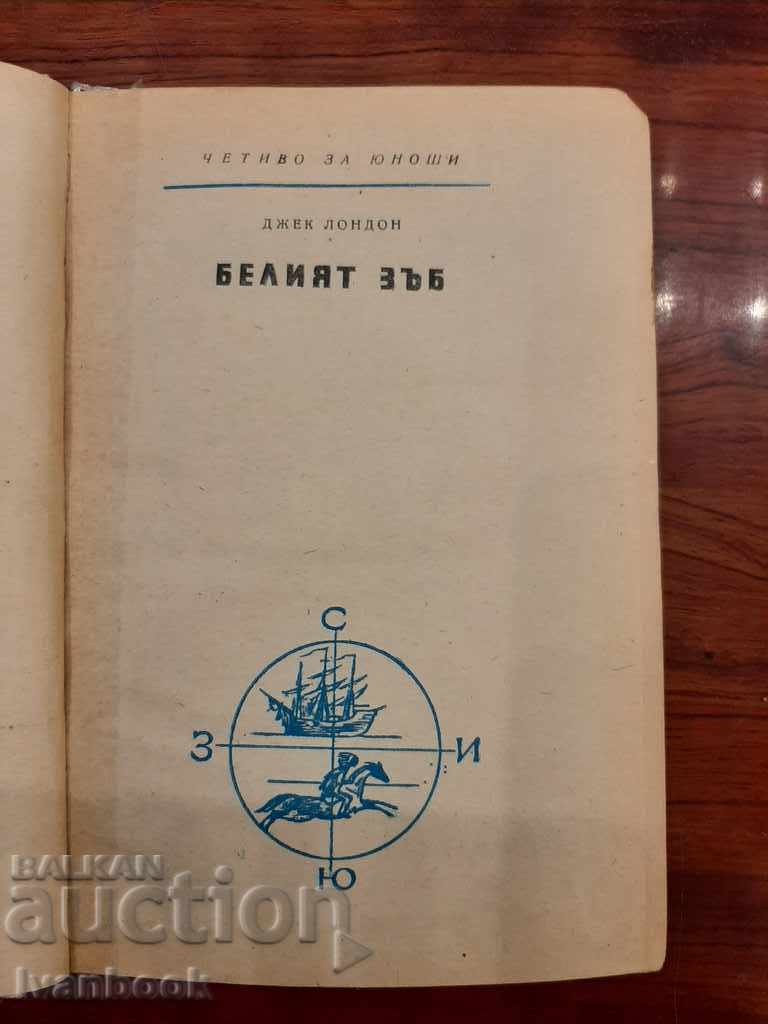 ЧЕТИВО ЗА ЮНОШИ
ДЖЕК ЛОНДОН
БЕЛИЯТ ЗЪБ
С
З И
Ю
BALKAN
auction
Ivanbook